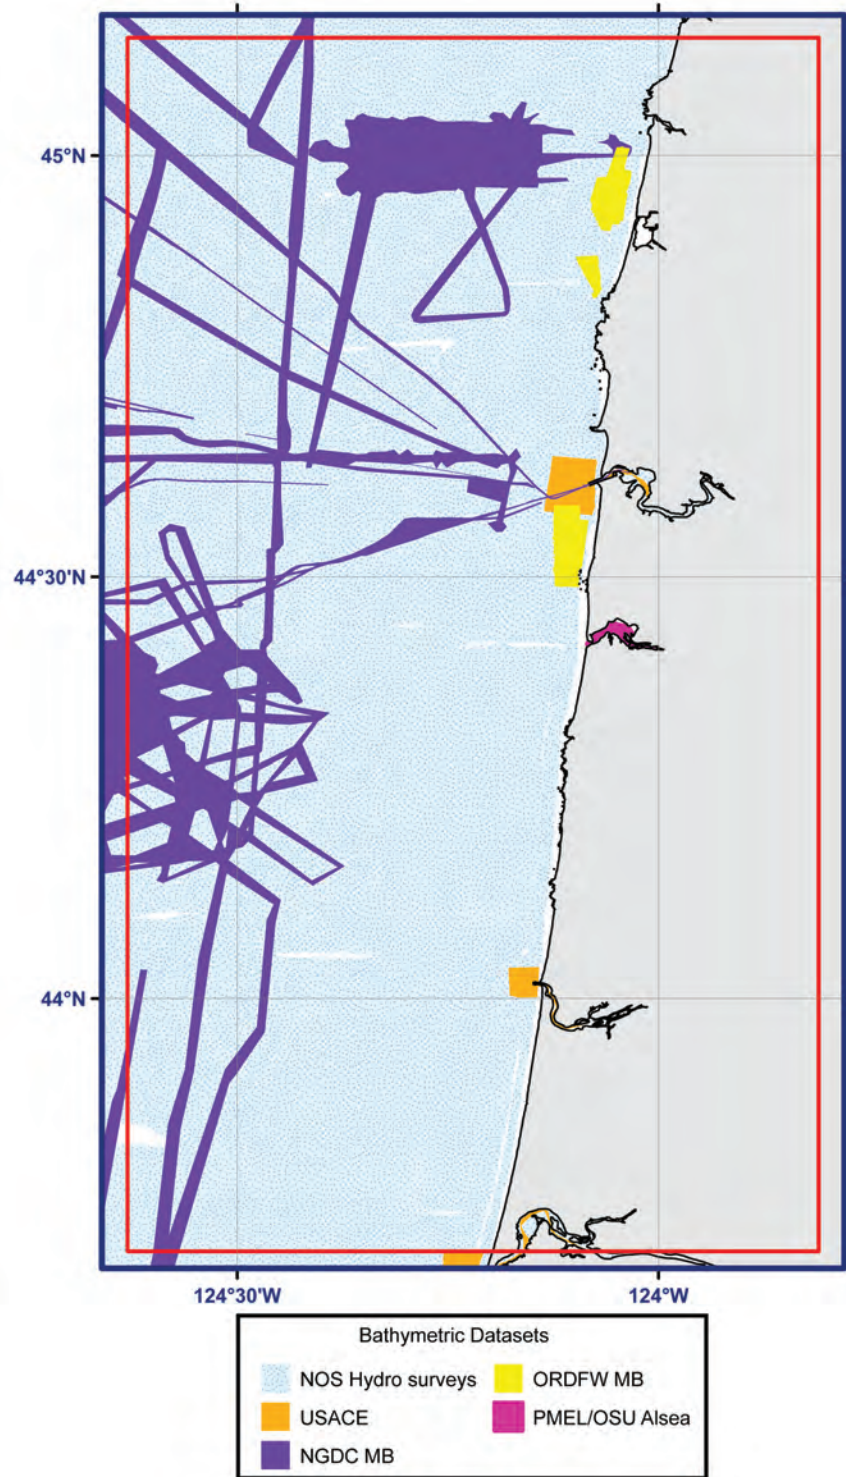 45°N
44°30'N
44°N
124°30'W
124°W
Bathymetric Datasets
NOS Hydro surveys
ORDFW MB
USACE
PMEL/OSU Alsea
NGDC MB